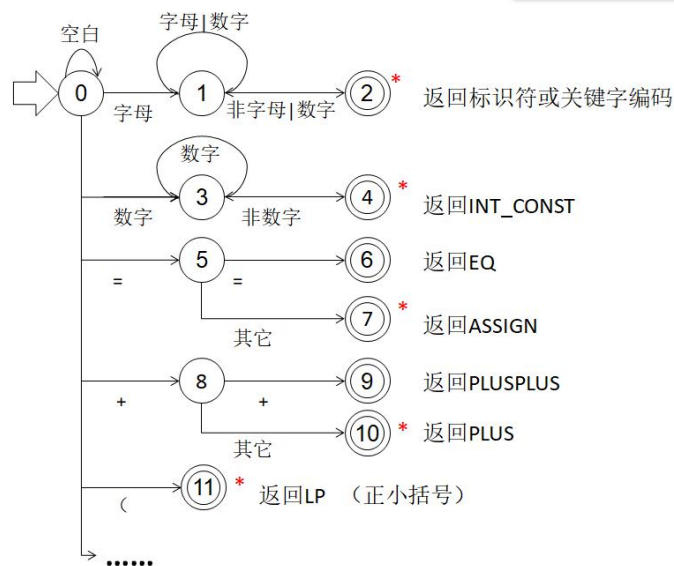 空白
字母|数字
0
1
2
*
返回标识符或关键字编码
字母
非字母|数字
数字
3
4
*
返回INT_CONST
数字
非数字
5
6
返回EQ
=
=
7
*
返回ASSIGN
其它
8
9
返回PLUSPLUS
+
+
10
*
返回PLUS
其它
11
*
返回LP （正小括号）
(
......